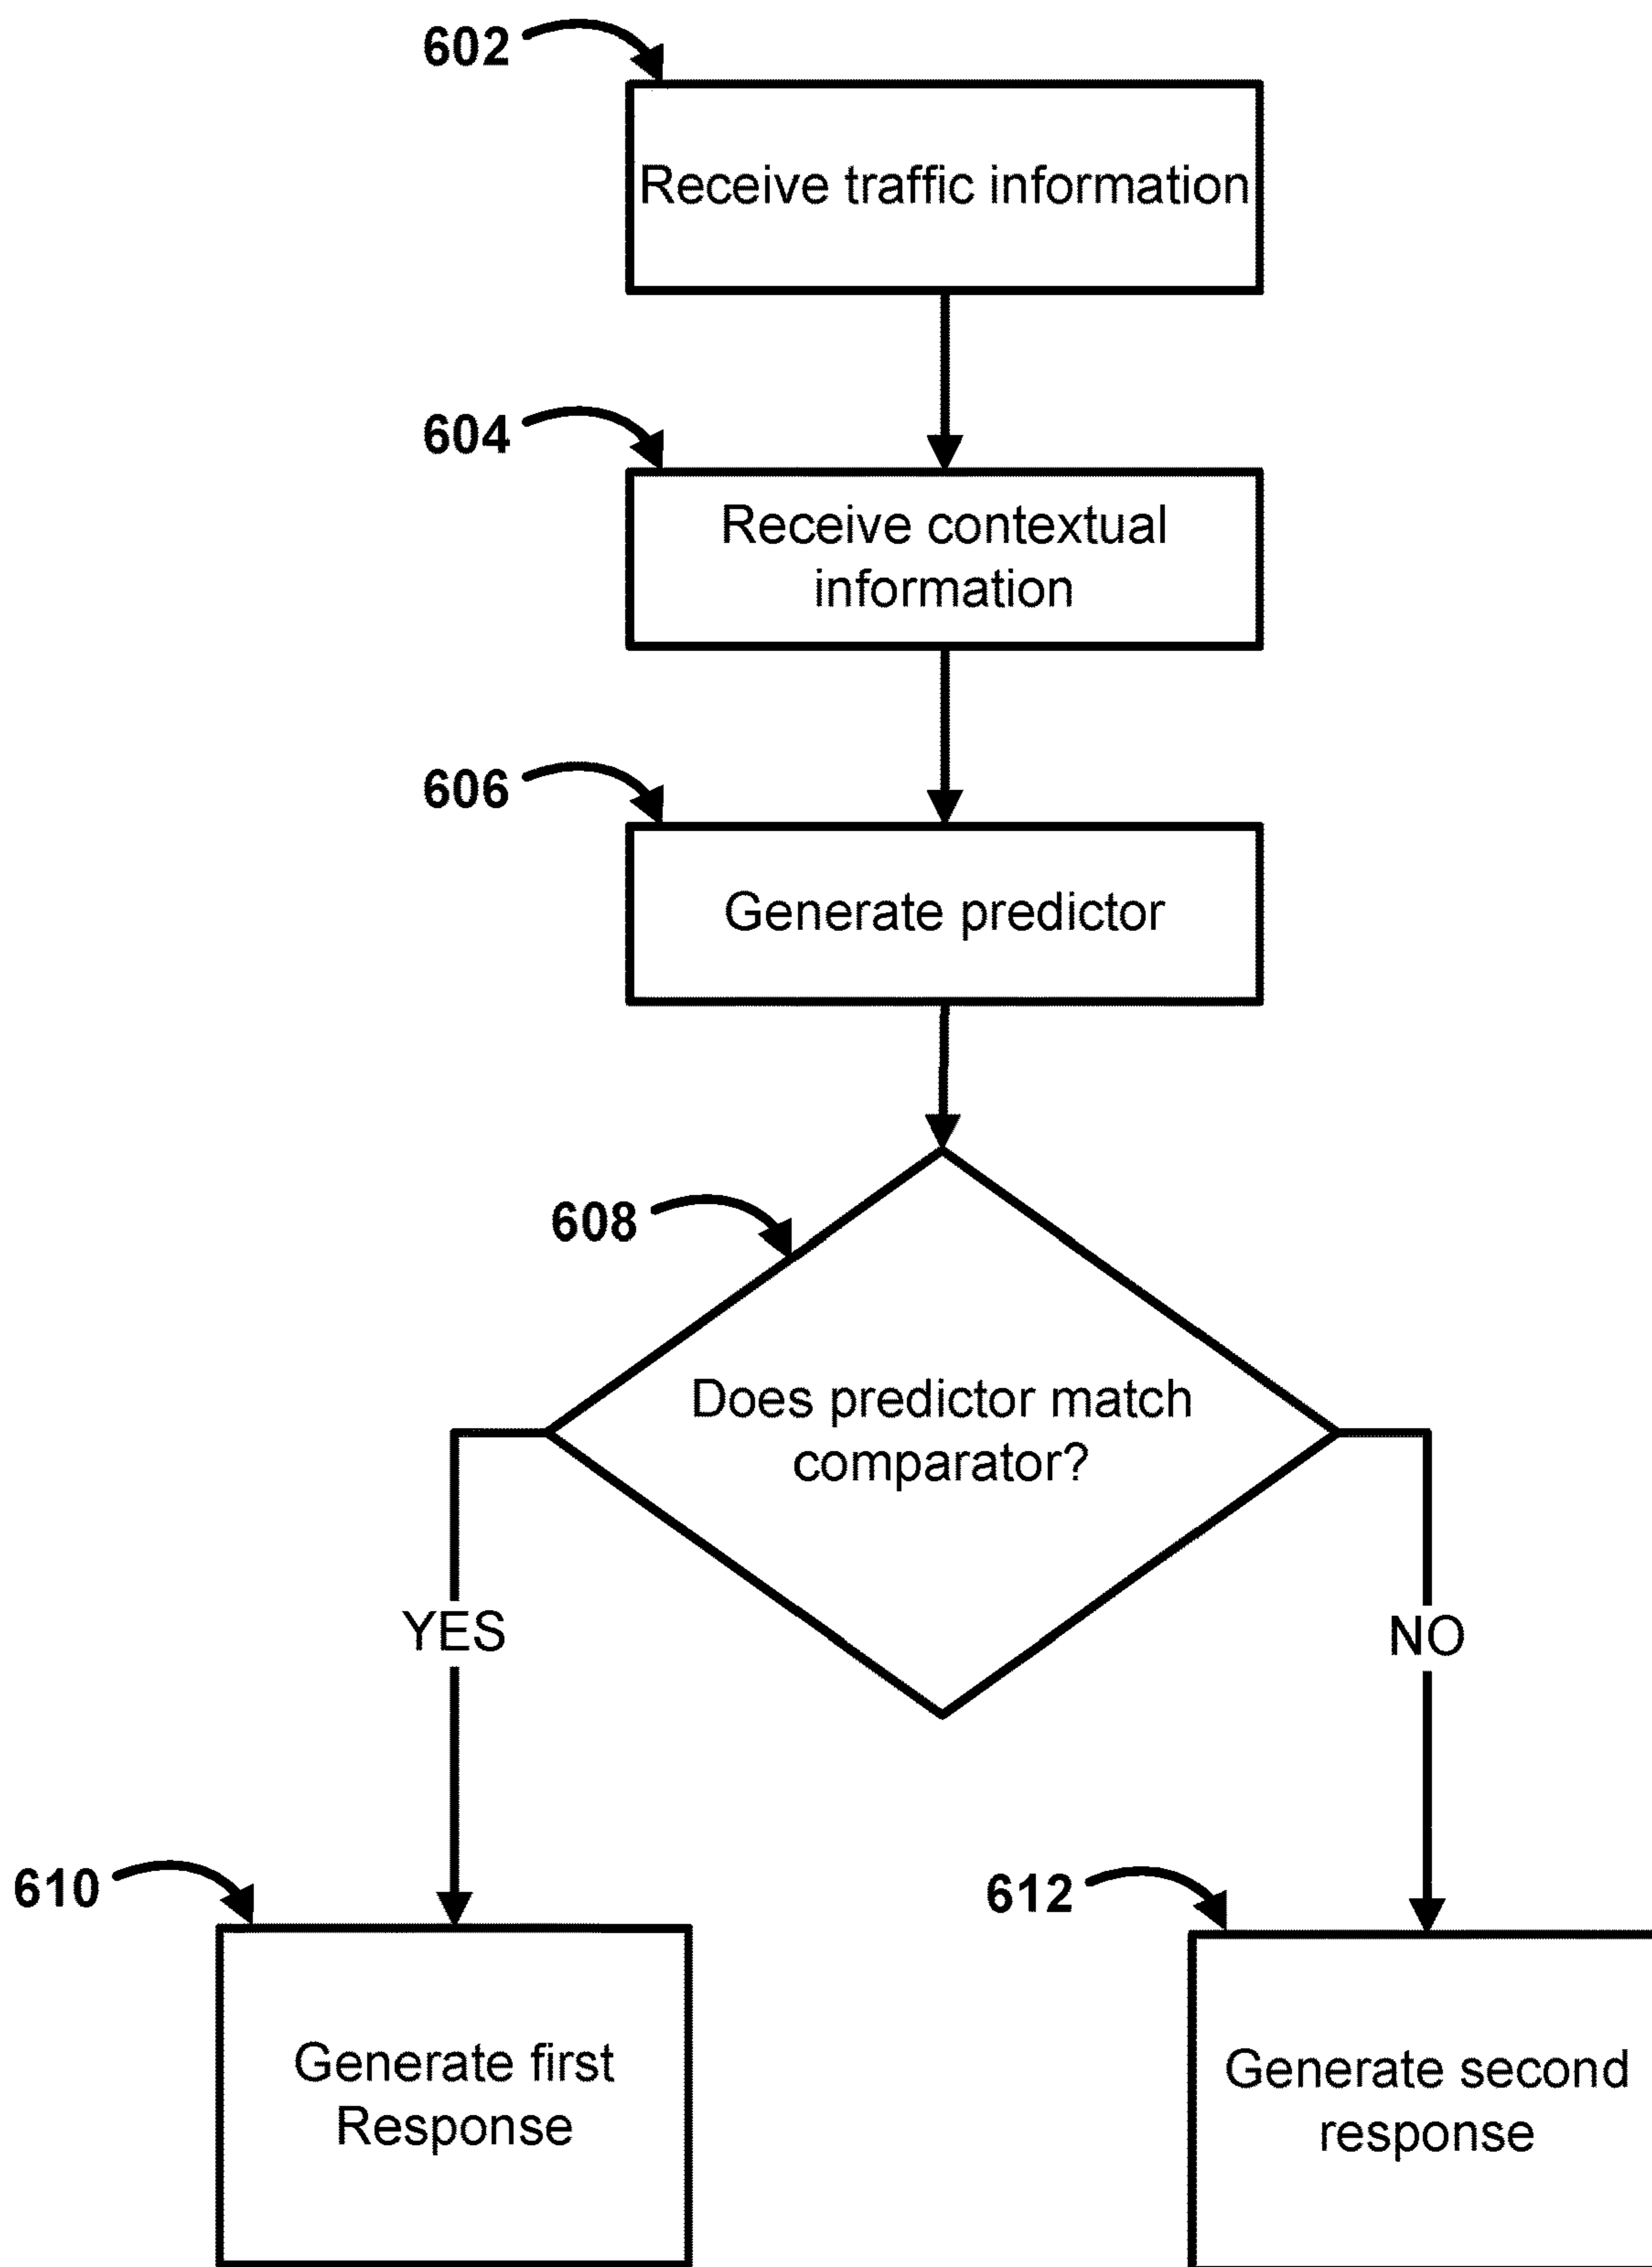 602
Receive traffic information
604
Receive contextual
information
606
Generate predictor
608
Does predictor match
comparator?
YES
NO
610
612
Generate first
Response
Generate second
response